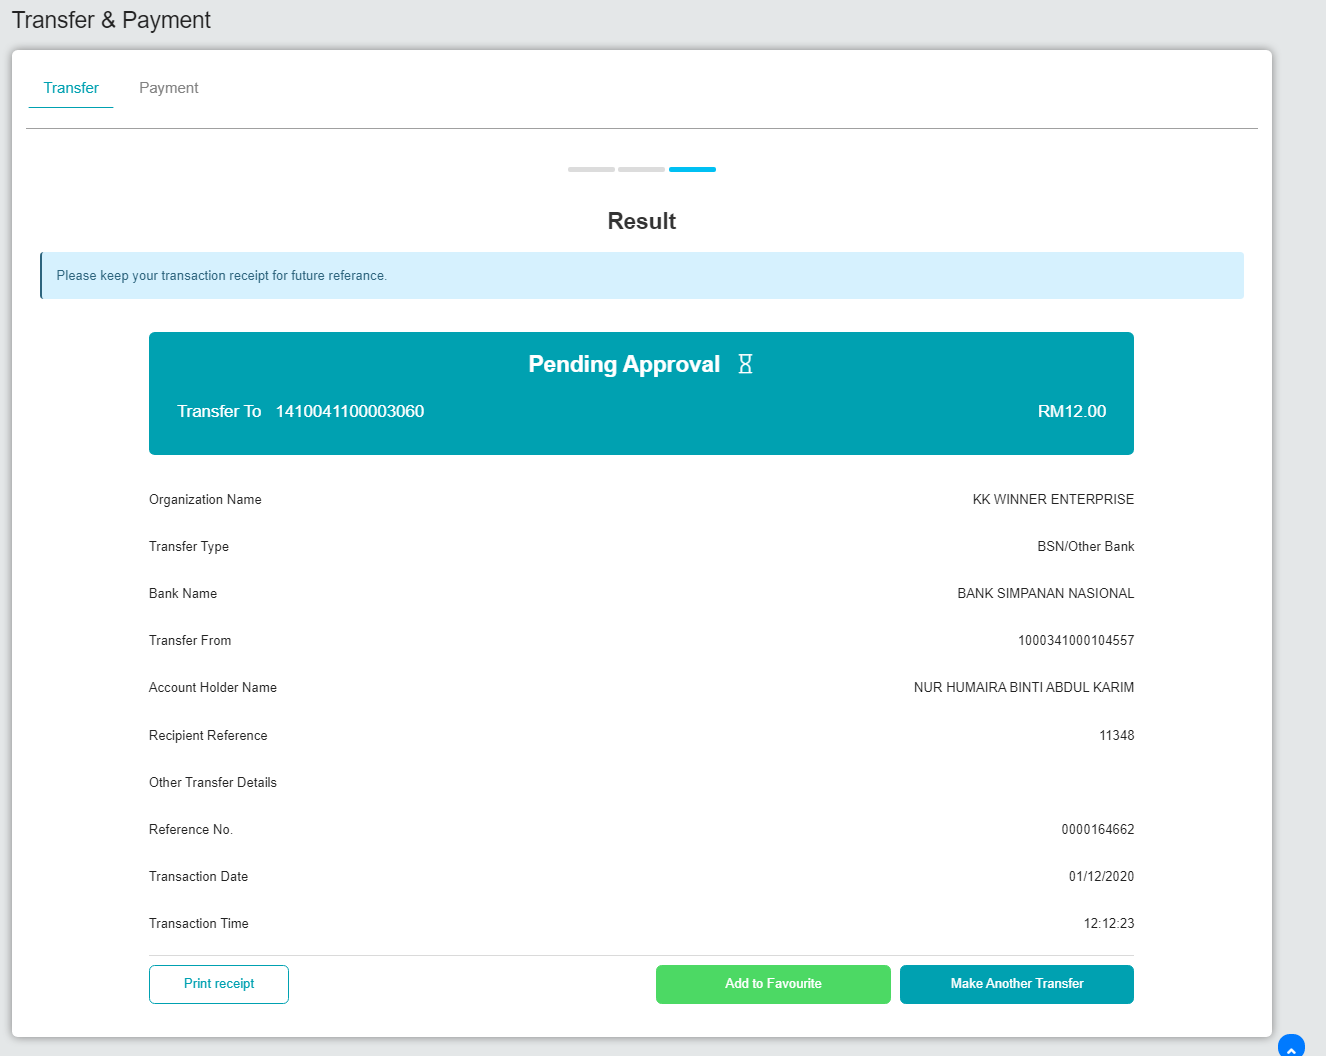 Transfer & Payment
Transfer Payment
Result
Please keep your transaction receipt for future referance.
Pending Approval
Transfer To 1410041100003060 RM12.00
Organization Name KK WINNER ENTERPRISE
Transfer Type BSN/Other Bank
Bank Name BANK SIMPANAN NASIONAL
Transfer From 1000341000104557
Account Holder Name NUR HUMAIRA BINTI ABDUL KARIM
Recipient Reference 11348
Other Transfer Details
Reference No. 0000164662
Transaction Date 01/12/2020
Transaction Time 12:12:23
Print receipt Add to Favourite Make Another Transfer